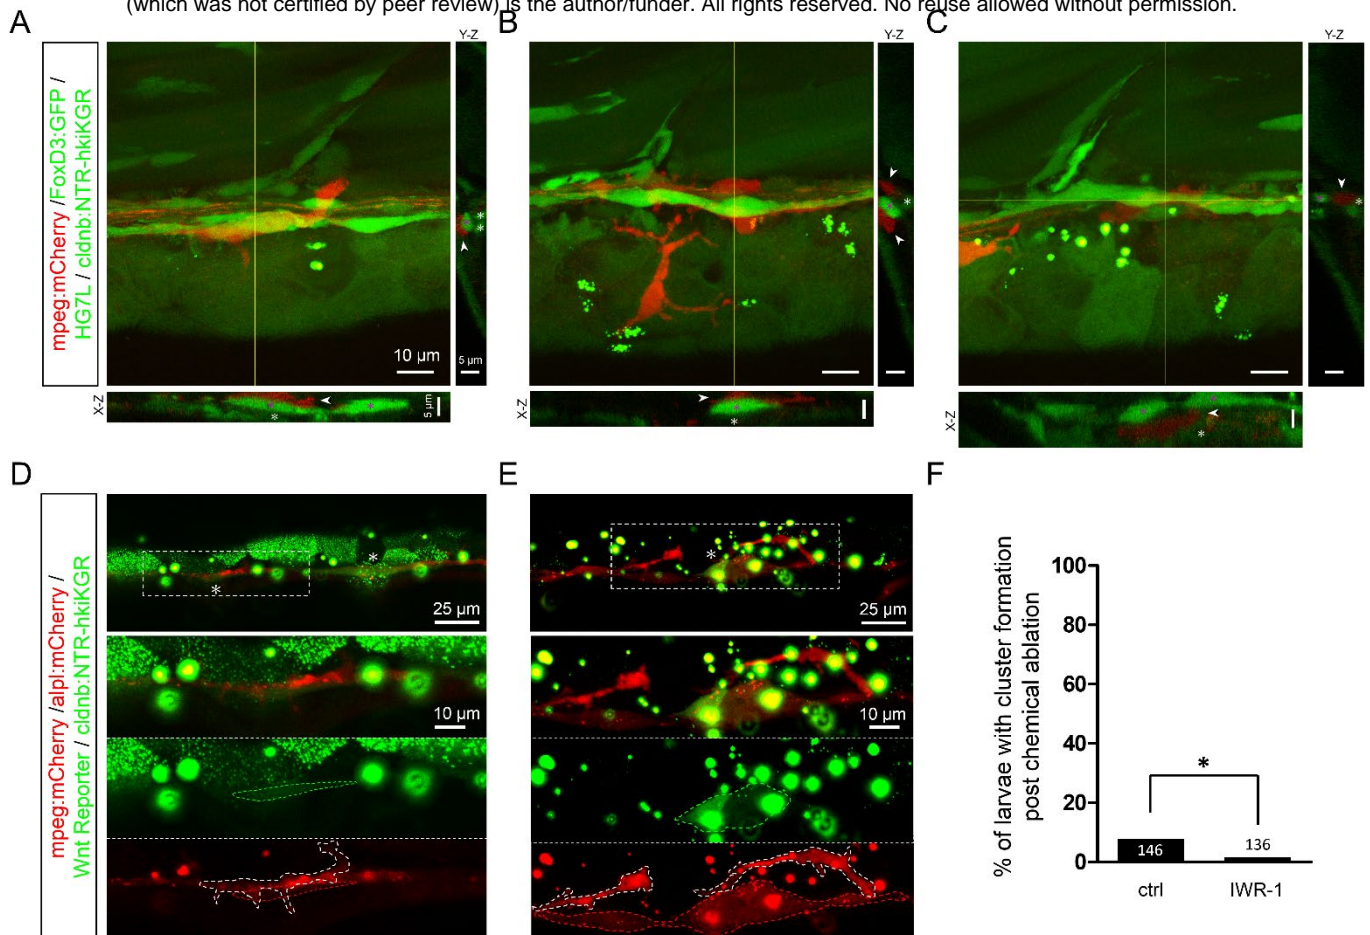 (which was not certified by peer review) is the author/funder. All rights reserved. No reuse allowed without permission.
A
B
C
mpeg:mCherry /FoxD3:GFP /
HG7L / cldnb:NTR-hkiKGR
Y-Z
*
*
10 µm
5 µm
X-Z
*
*
*
5 µm
Y-Z
*
*
X-Z
*
*
Y-Z
*
*
X-Z
*
*
*
D
E
F
mpeg:mCherry /alpl:mCherry /
Wnt Reporter / cldnb:NTR-hkiKGR
*
*
25 µm
10 µm
*
25 µm
10 µm
% of larvae with cluster formation
post chemical ablation
100
80
60
40
20
0
*
146
136
ctrl
IWR-1